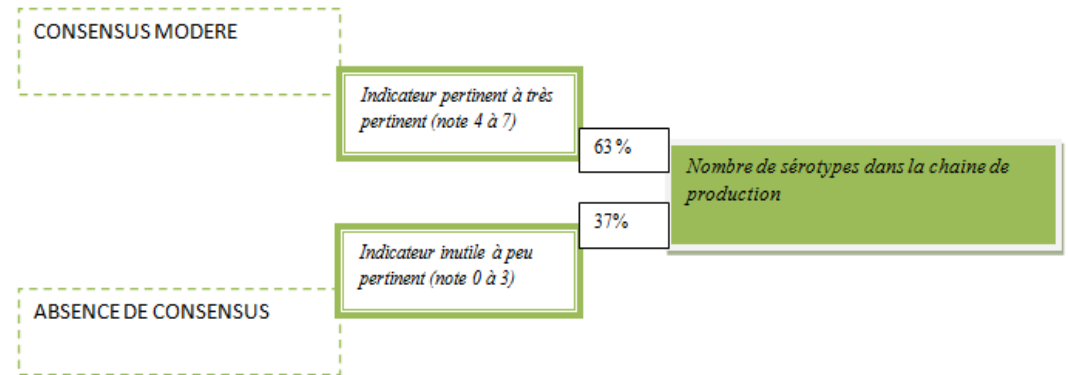 CONSENSUS MODERE
Indicateur pertinent à très
pertinent (note 4 à 7)
63 %
Nombre de sérotypes dans la chaine de
production
37%
Indicateur inutile à peu
pertinent (note 0 à 3)
ABSENCE DE CONSENSUS